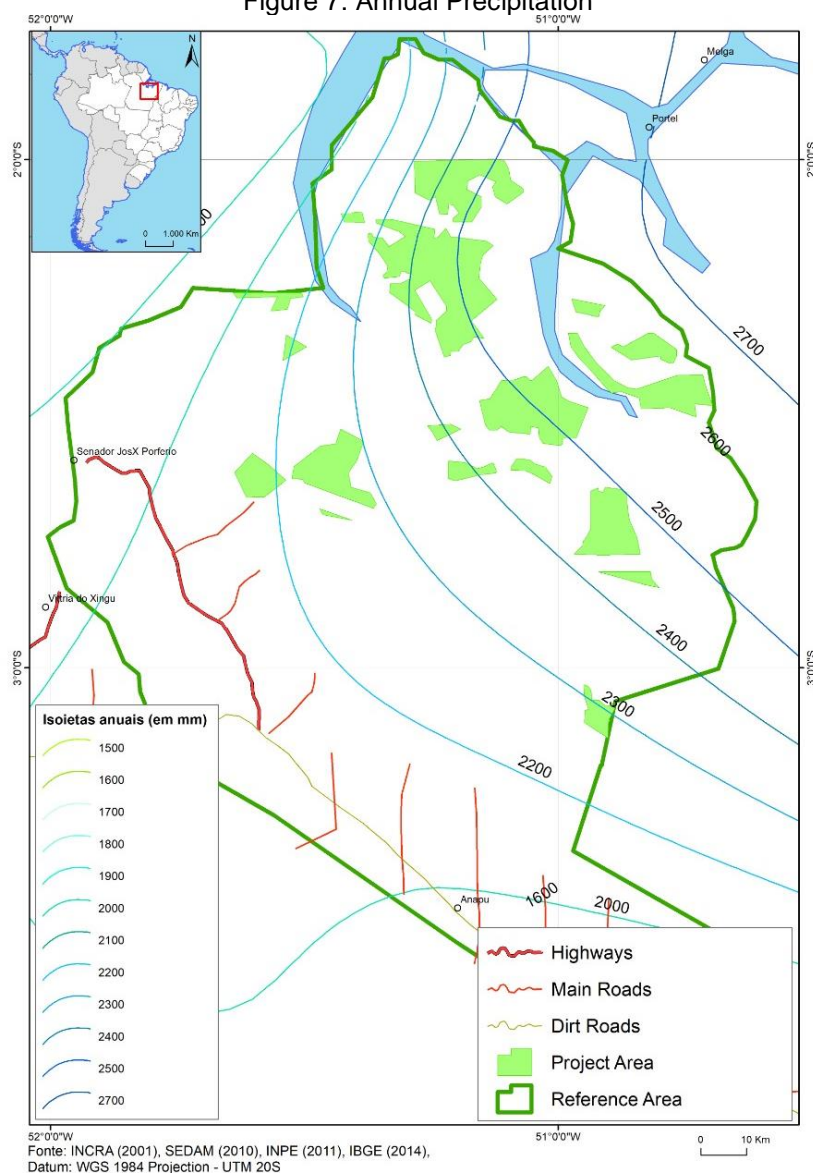 Figure 7. Annual Precipitation
52°0'0"W
51°0'0"W
N
0 1.000 Km
Melga
Portel
2°0'0"S
2°0'0"S
2700
2600
Senador JosX Porferio
2500
Vitria do Xingu
2400
3°0'0"S
3°0'0"S
2300
2200
Isoietas anuais (em mm)
1500
1600
1700
1800
1900
2000
2100
2200
2300
2400
2500
2700
Anapu
1600
2000
Highways
Main Roads
Dirt Roads
Project Area
Reference Area
52°0'0"W
51°0'0"W
Fonte: INCRA (2001), SEDAM (2010), INPE (2011), IBGE (2014),
Datum: WGS 1984 Projection - UTM 20S
0 10 Km